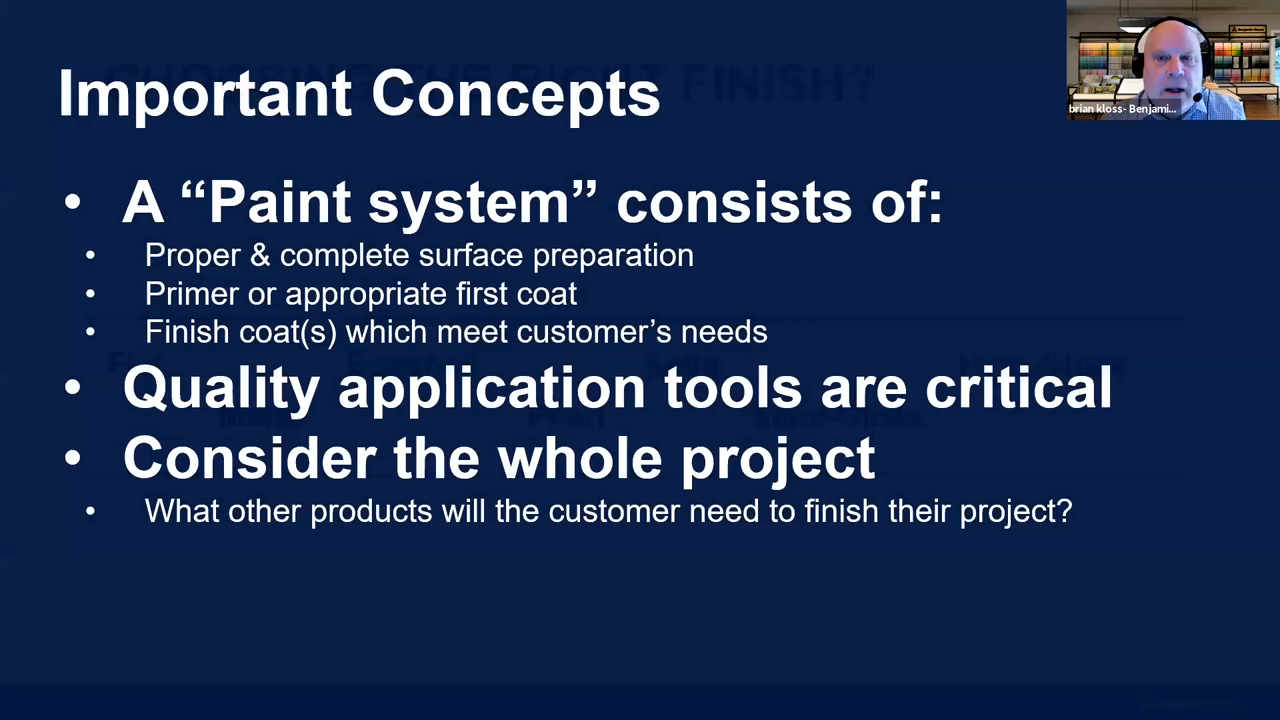 Important Concepts
brian kloss- Benjami...
• A “Paint system” consists of:
• Proper & complete surface preparation
• Primer or appropriate first coat
• Finish coat(s) which meet customer’s needs
• Quality application tools are critical
• Consider the whole project
• What other products will the customer need to finish their project?